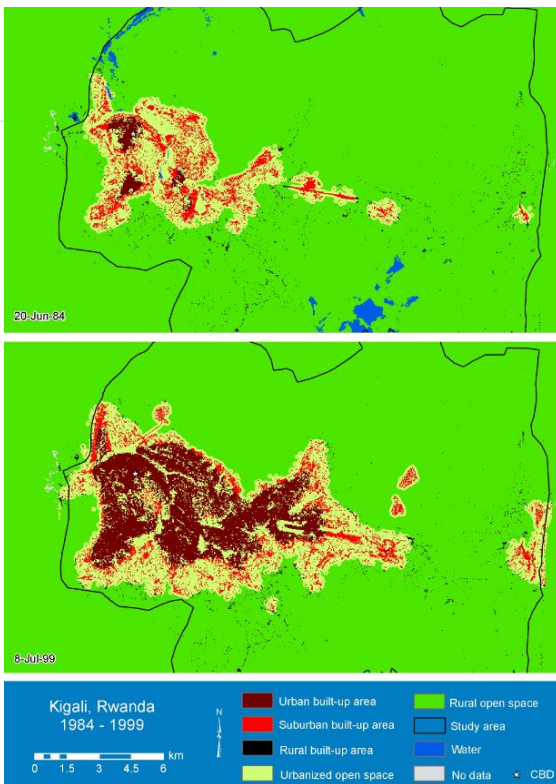 20-Jun-84
8-Jul-99
Kigali, Rwanda
1984 - 1999
N
km
0 1.5 3 4.5 6
Urban built-up area
Suburban built-up area
Rural built-up area
Urbanized open space
Rural open space
Study area
Water
No data
CBD